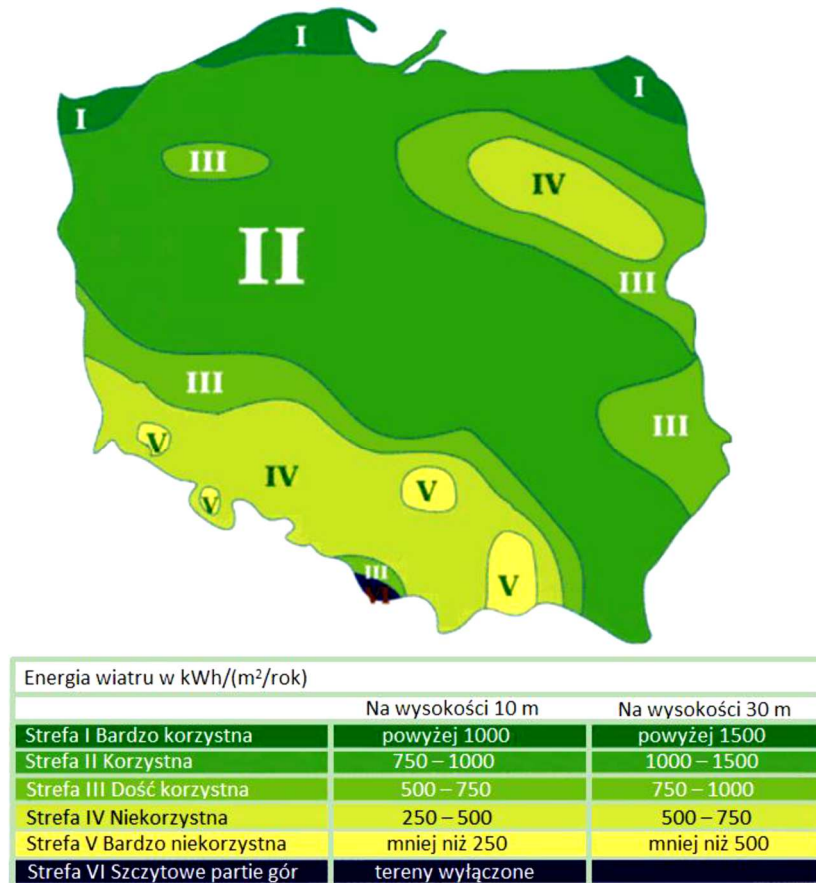 I
I
I
III
IV
II
III
III
III
V
IV
V
V
III
VI
V
Energia wiatru w kWh/(m²/rok)
Na wysokości 10 m Na wysokości 30 m
Strefa I Bardzo korzystna powyżej 1000 powyżej 1500
Strefa II Korzystna 750 – 1000 1000 – 1500
Strefa III Dość korzystna 500 – 750 750 – 1000
Strefa IV Niekorzystna 250 – 500 500 – 750
Strefa V Bardzo niekorzystna mniej niż 250 mniej niż 500
Strefa VI Szczytowe partie gór tereny wyłączone